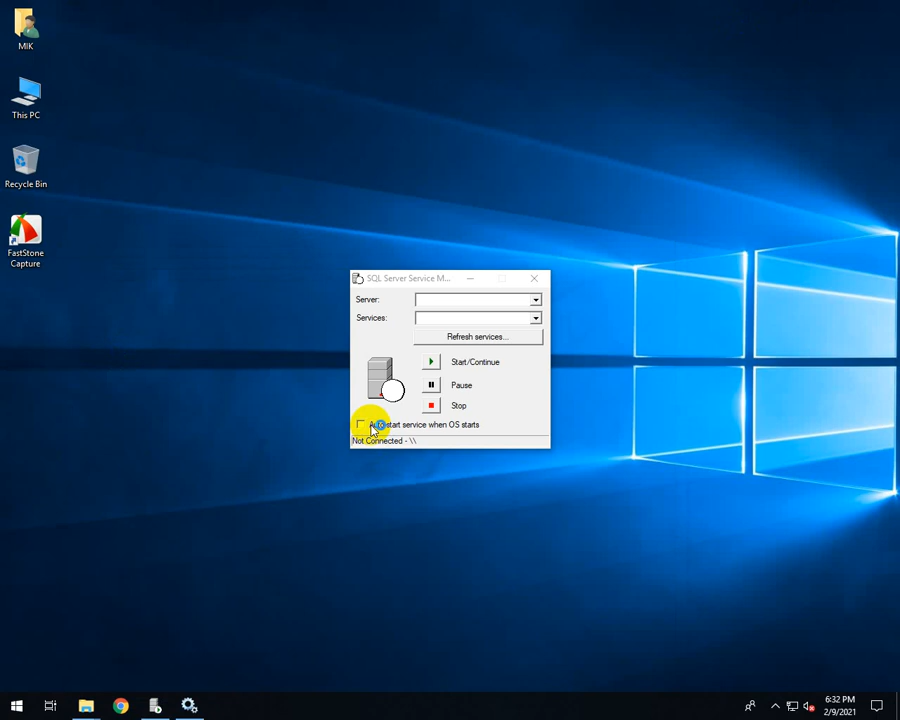 MIK
This PC
Recycle Bin
FastStone
Capture
SQL Server Service M...
Server:
Services:
Refresh services...
Start/Continue
Pause
Stop
Auto-start service when OS starts
Not Connected - \\
6:32 PM
2/9/2021